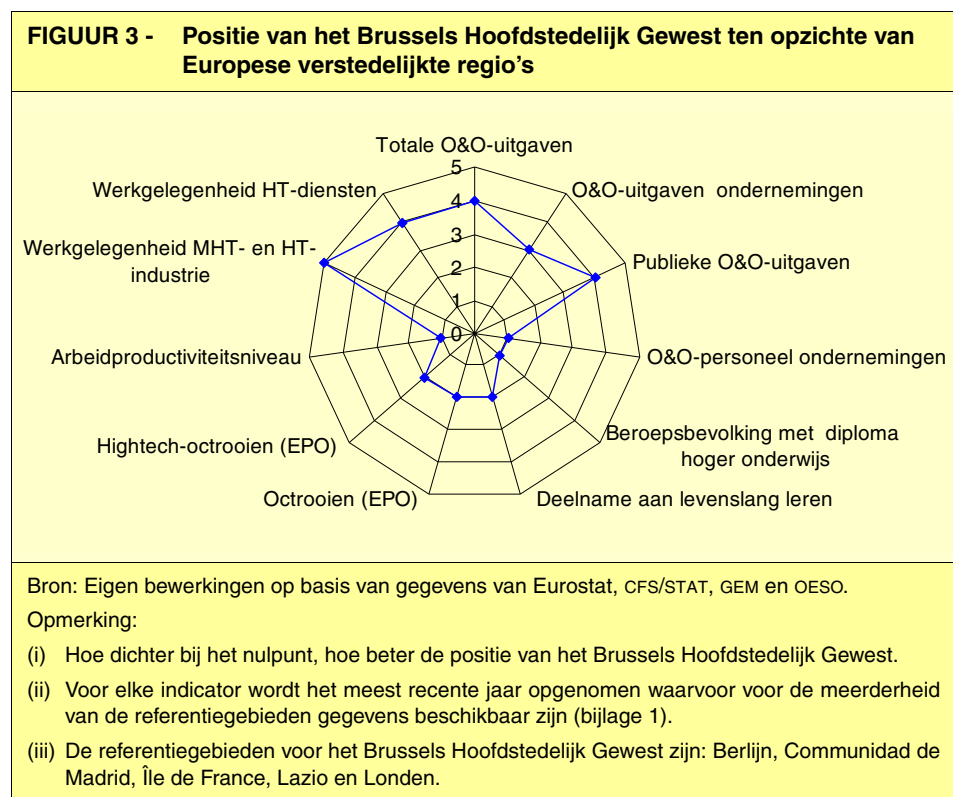 FIGUUR 3 - Positie van het Brussels Hoofdstedelijk Gewest ten opzichte van
Europese verstedelijkte regio's
Totale O&O-uitgaven
Werkgelegenheid HT-diensten
O&O-uitgaven ondernemingen
Werkgelegenheid MHT- en HT-
industrie
Publieke O&O-uitgaven
Arbeidproductiviteitsniveau
O&O-personeel ondernemingen
Hightech-octrooien (EPO)
Beroepsbevolking met diploma
hoger onderwijs
Octrooien (EPO)
Deelname aan levenslang leren
5
4
3
2
1
0
Bron: Eigen bewerkingen op basis van gegevens van Eurostat, CFS/STAT, GEM en OESO.
Opmerking:
(i) Hoe dichter bij het nulpunt, hoe beter de positie van het Brussels Hoofdstedelijk Gewest.
(ii) Voor elke indicator wordt het meest recente jaar opgenomen waarvoor voor de meerderheid
van de referentiegebieden gegevens beschikbaar zijn (bijlage 1).
(iii) De referentiegebieden voor het Brussels Hoofdstedelijk Gewest zijn: Berlijn, Communidad de
Madrid, Île de France, Lazio en Londen.